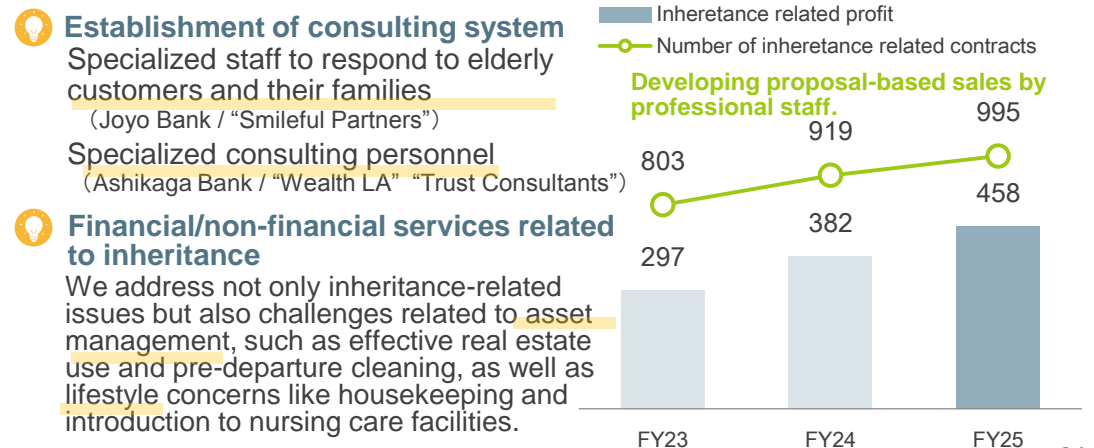 Establishment of consulting system
Specialized staff to respond to elderly
customers and their families
（Joyo Bank / “Smileful Partners”）
Specialized consulting personnel
（Ashikaga Bank / “Wealth LA” “Trust Consultants”）
Financial/non-financial services related
to inheritance
We address not only inheritance-related
issues but also challenges related to asset
management, such as effective real estate
use and pre-departure cleaning, as well as
lifestyle concerns like housekeeping and
introduction to nursing care facilities.
Inheretance related profit
Number of inheretance related contracts
Developing proposal-based sales by
professional staff.
803
919
995
297
382
458
FY23
FY24
FY25